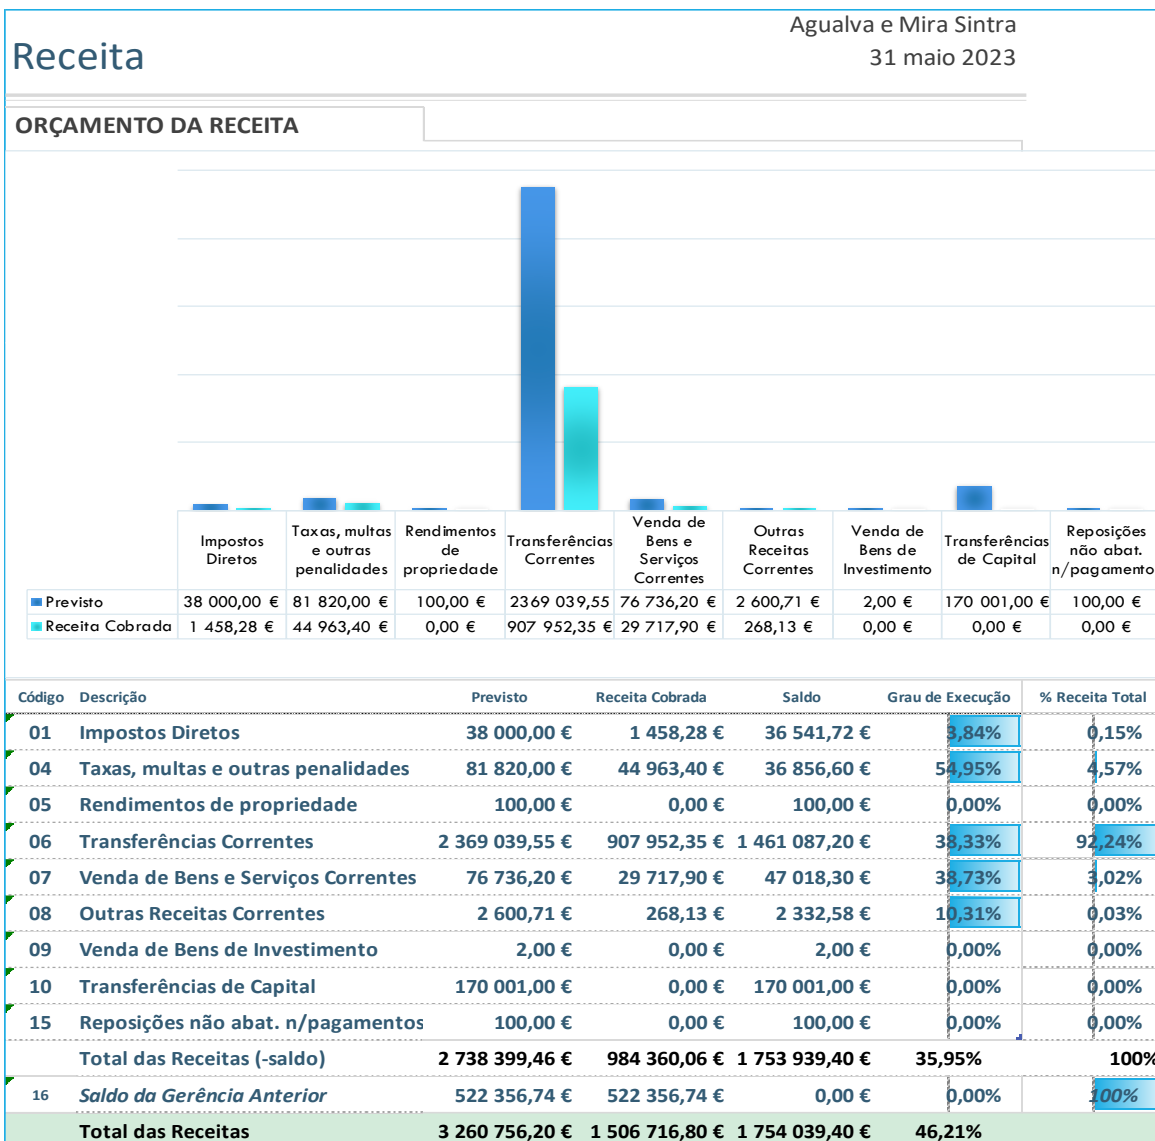 Agualva e Mira Sintra
Receita
31 maio 2023
ORÇAMENTO DA RECEITA
Impostos Diretos
Taxas, multas e outras penalidades
Rendimentos de propriedade
Transferências Correntes
Venda de Bens e Serviços Correntes
Outras Receitas Correntes
Venda de Bens de Investimento
Transferências de Capital
Reposições não abat. n/pagamento
Previsto 38 000,00 € 81 820,00 € 100,00 € 2369 039,55 76 736,20 € 2 600,71 € 2,00 € 170 001,00 € 100,00 €
Receita Cobrada 1 458,28 € 44 963,40 € 0,00 € 907 952,35 € 29 717,90 € 268,13 € 0,00 € 0,00 € 0,00 €
Código Descrição Previsto Receita Cobrada Saldo Grau de Execução % Receita Total
01 Impostos Diretos 38 000,00 € 1 458,28 € 36 541,72 € 3,84% 0,15%
04 Taxas, multas e outras penalidades 81 820,00 € 44 963,40 € 36 856,60 € 54,95% 4,57%
05 Rendimentos de propriedade 100,00 € 0,00 € 100,00 € 0,00% 0,00%
06 Transferências Correntes 2 369 039,55 € 907 952,35 € 1 461 087,20 € 38,33% 92,24%
07 Venda de Bens e Serviços Correntes 76 736,20 € 29 717,90 € 47 018,30 € 38,73% 3,02%
08 Outras Receitas Correntes 2 600,71 € 268,13 € 2 332,58 € 10,31% 0,03%
09 Venda de Bens de Investimento 2,00 € 0,00 € 2,00 € 0,00% 0,00%
10 Transferências de Capital 170 001,00 € 0,00 € 170 001,00 € 0,00% 0,00%
15 Reposições não abat. n/pagamentos 100,00 € 0,00 € 100,00 € 0,00% 0,00%
Total das Receitas (-saldo) 2 738 399,46 € 984 360,06 € 1 753 939,40 € 35,95% 100%
16 Saldo da Gerência Anterior 522 356,74 € 522 356,74 € 0,00 € 0,00% 100%
Total das Receitas 3 260 756,20 € 1 506 716,80 € 1 754 039,40 € 46,21%